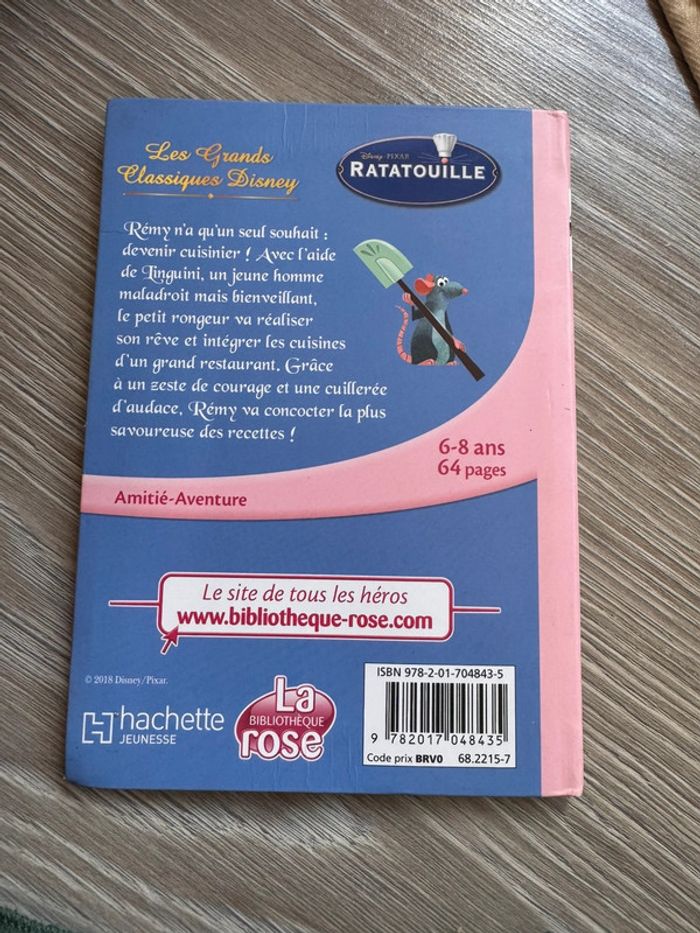 Les Grands
Classiques Disney
Disney PIXAR
RATATOUILLE
Rémy n'a qu'un seul souhait :
devenir cuisinier ! Avec l'aide
de Linguini, un jeune homme
maladroit mais bienveillant,
le petit rongeur va réaliser
son rêve et intégrer les cuisines
d'un grand restaurant. Grâce
à un zeste de courage et une cuillerée
d'audace, Rémy va concocter la plus
savoureuse des recettes !
6-8 ans
64 pages
Amitié-Aventure
Le site de tous les héros
www.bibliotheque-rose.com
© 2018 Disney/Pixar.
hachette
JEUNESSE
La
BIBLIOTHÈQUE
rose
ISBN 978-2-01-704843-5
9 782017 048435
Code prix BRV0 68.2215-7